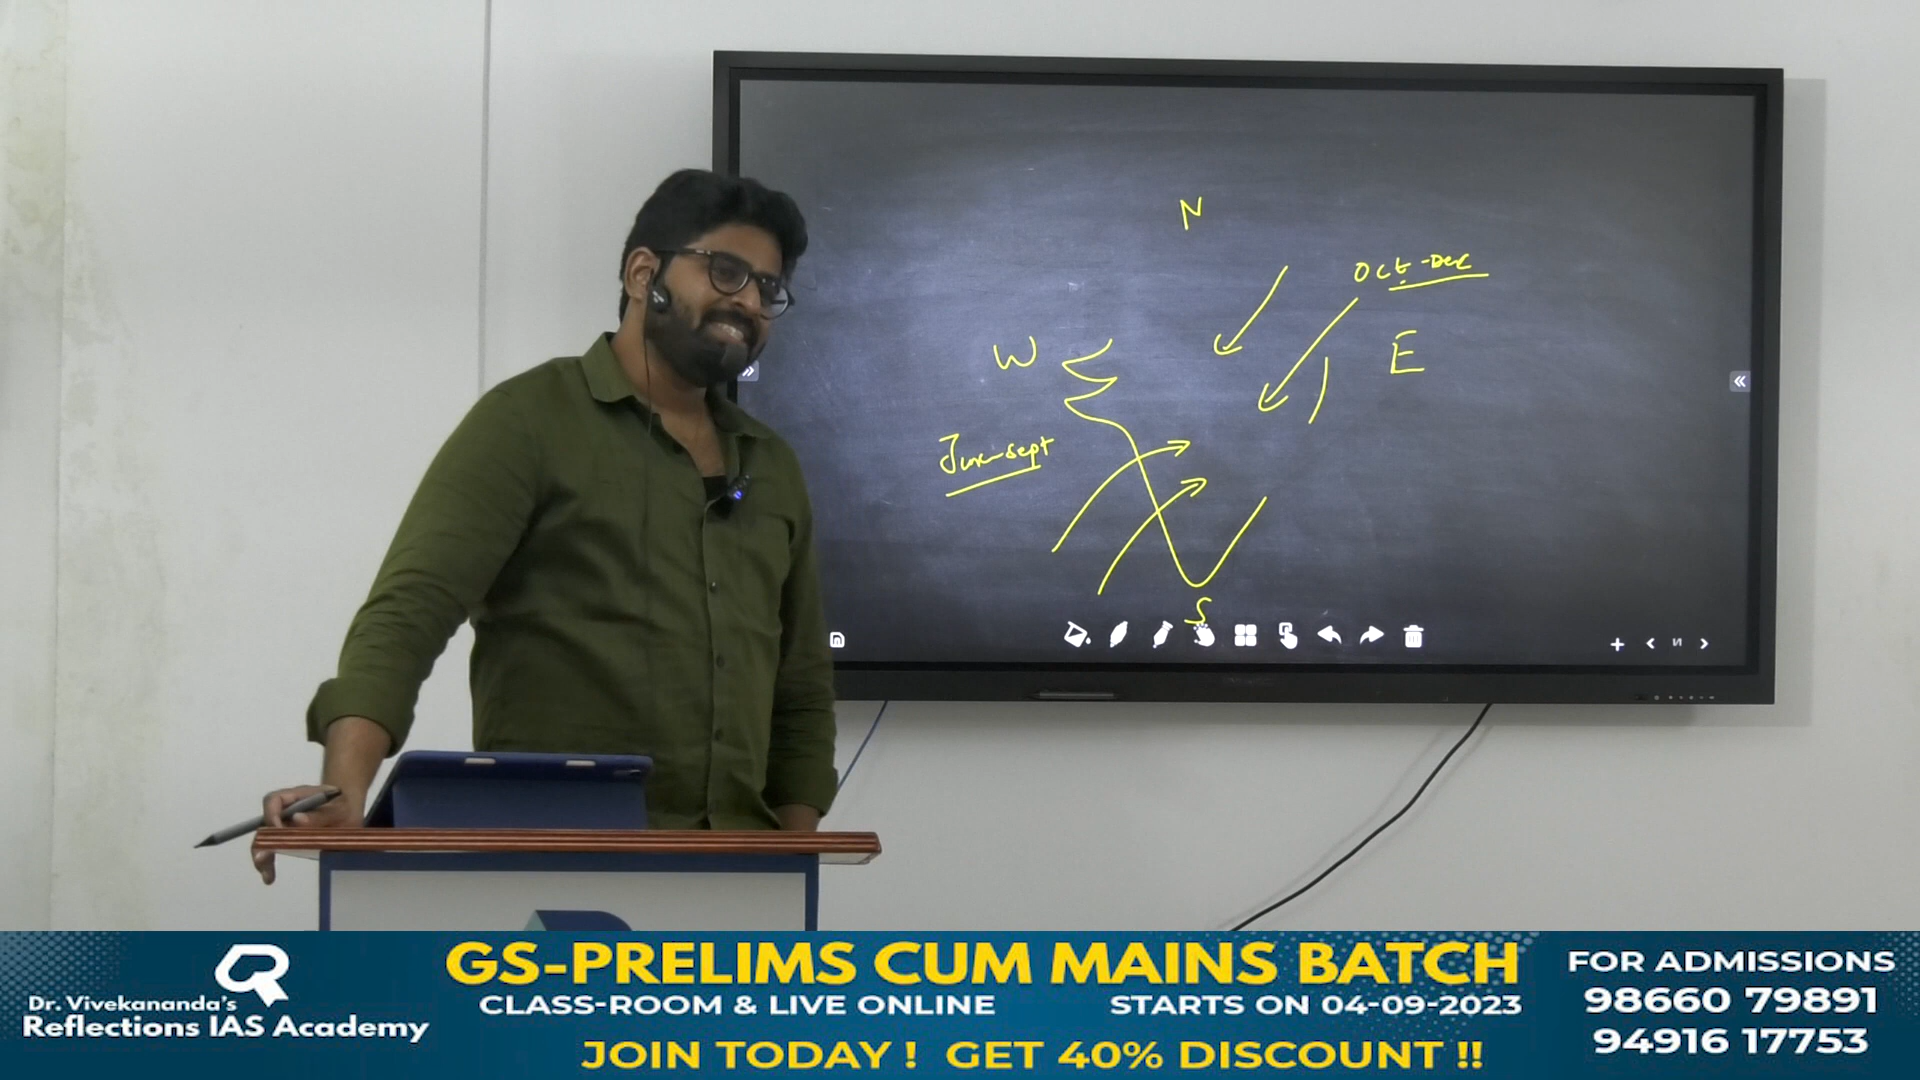 N
Oct-Dec
W
E
June-sept
S
GS-PRELIMS CUM MAINS BATCH
CLASS-ROOM & LIVE ONLINE STARTS ON 04-09-2023
JOIN TODAY ! GET 40% DISCOUNT !!
Dr. Vivekananda's
Reflections IAS Academy
FOR ADMISSIONS
98660 79891
94916 17753